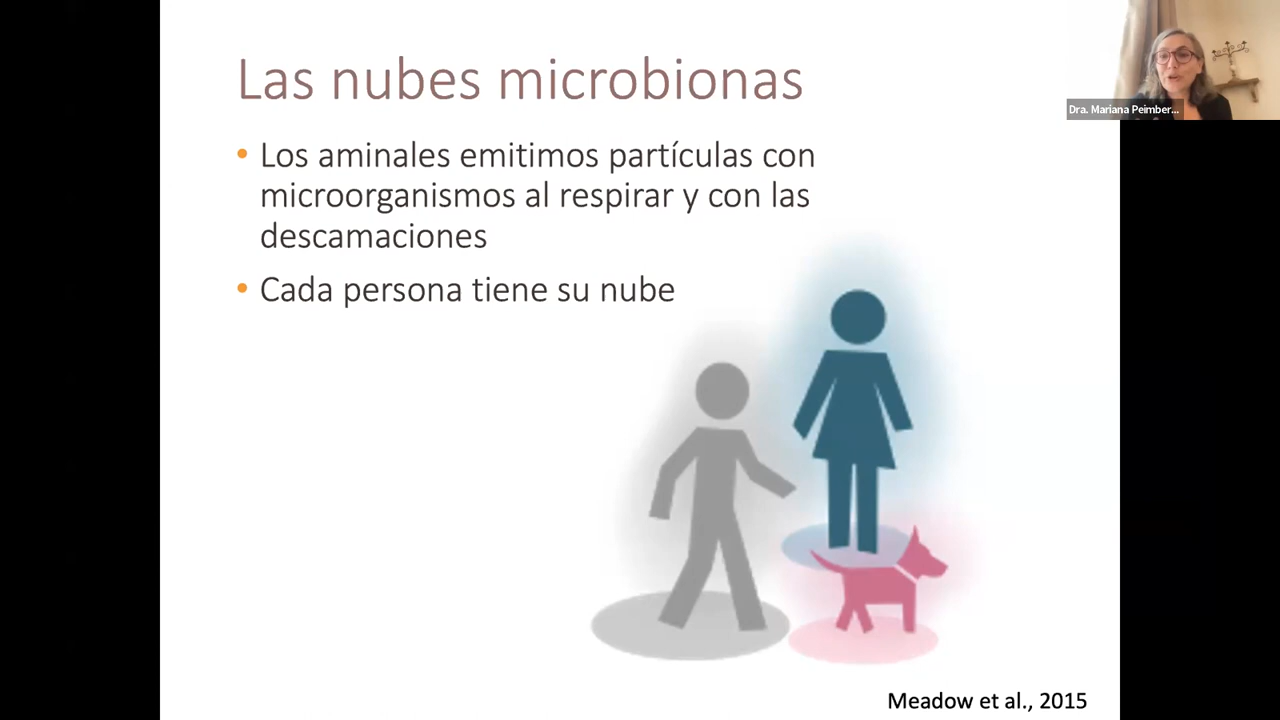 Las nubes microbionas
Dra. Mariana Peimber...
• Los aminales emitimos partículas con
microorganismos al respirar y con las
descamaciones
• Cada persona tiene su nube
Meadow et al., 2015